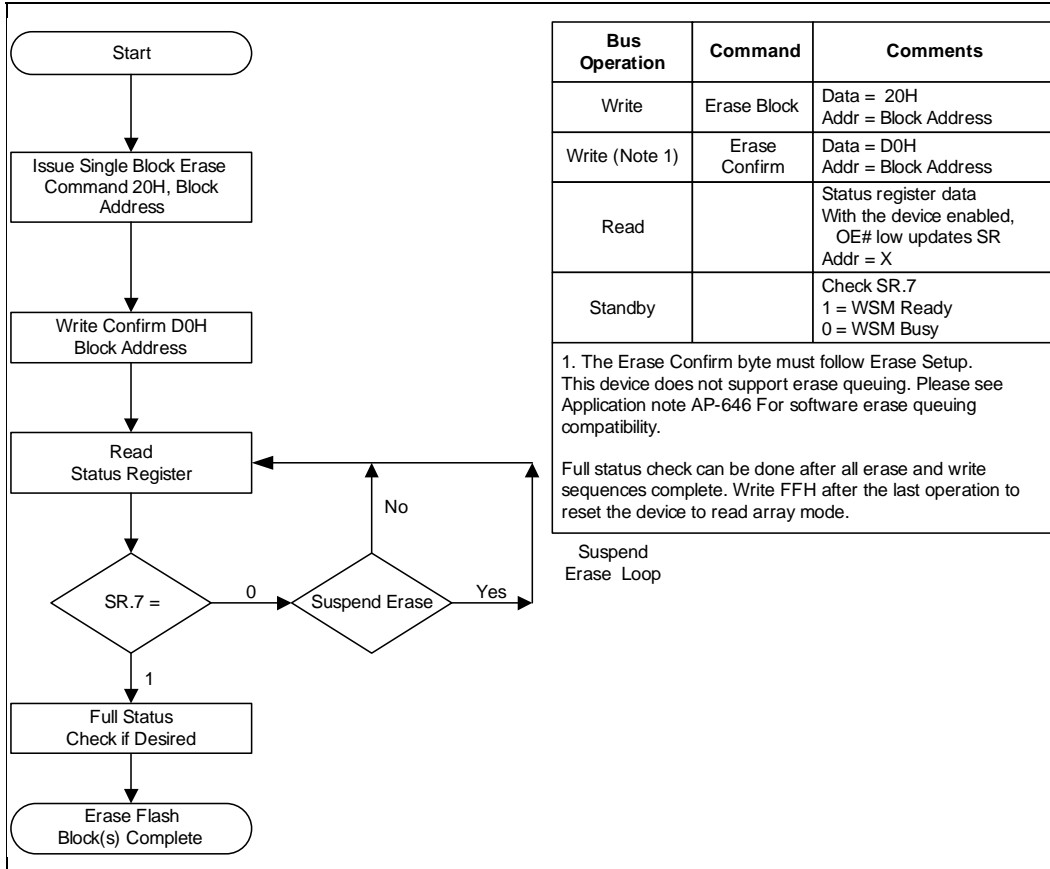 Start
Issue Single Block Erase
Command 20H, Block
Address
Write Confirm D0H
Block Address
Read
Status Register
No
SR.7 =
0
Suspend Erase
Yes
1
Full Status
Check if Desired
Erase Flash
Block(s) Complete
Bus
Operation
Command
Comments
Write
Erase Block
Data = 20H
Addr = Block Address
Write (Note 1)
Erase
Confirm
Data = D0H
Addr = Block Address
Read
Status register data
With the device enabled,
OE# low updates SR
Addr = X
Standby
Check SR.7
1 = WSM Ready
0 = WSM Busy
1. The Erase Confirm byte must follow Erase Setup.
This device does not support erase queuing. Please see
Application note AP-646 For software erase queuing
compatibility.
Full status check can be done after all erase and write
sequences complete. Write FFH after the last operation to
reset the device to read array mode.
Suspend
Erase Loop